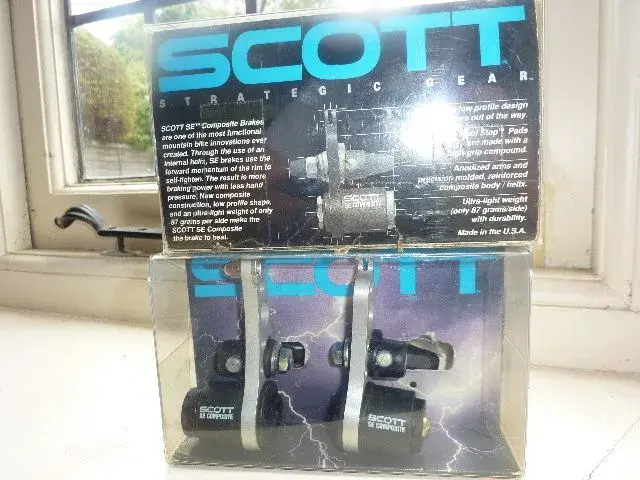 SCOTT
STRATEGIC GEAR™
SCOTT SE™ Composite Brakes
are one of the most functional
mountain bike innovations ever
created. Through the use of an
internal helix, SE brakes use the
forward momentum of the rim to
self-tighten. The result is more
braking power with less hand
pressure. New composite
construction, low profile shape,
and an ultra-light weight of only
87 grams per side make the
SCOTT SE Composite
the brake to beat.
low profile design
out of the way.
Stop™ Pads
are made with a
grip compound.
Anodized arms and
precision molded, reinforced
composite body / helix.
Ultra-light weight
(only 87 grams/side)
with durability.
Made in the U.S.A.
SCOTT
SE COMPOSITE
SCOTT
SCOTT
SE COMPOSITE
SCOTT
SE COMPOSITE